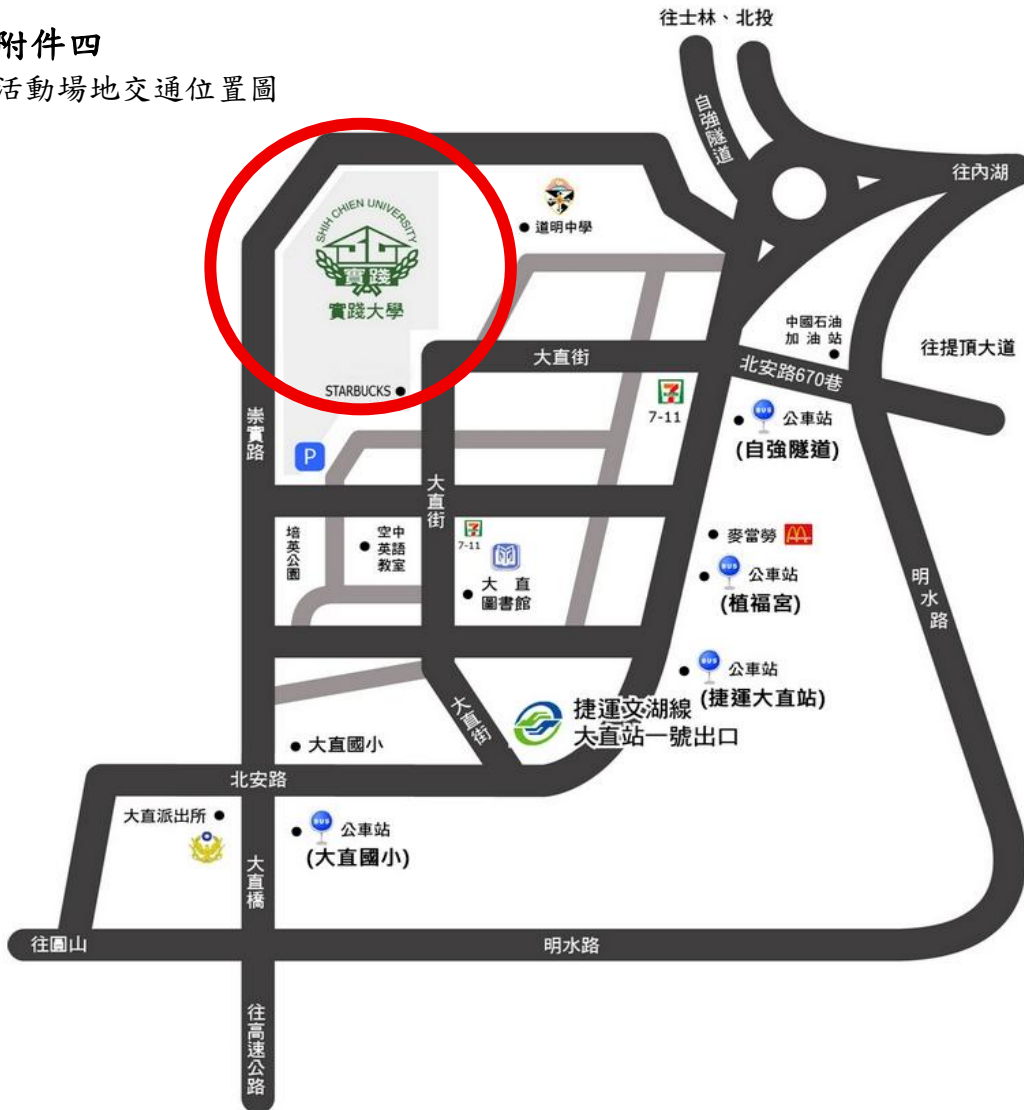 附件四
活動場地交通位置圖
往士林、北投
自強隧道
往內湖
SHIH CHIEN UNIVERSITY
實踐
實踐大學
道明中學
中國石油
加油站
往提頂大道
大直街
北安路670巷
STARBUCKS
7-11
公車站
(自強隧道)
崇實路
P
大直街
麥當勞
培英公園
空中
英語
教室
7-11
大直
圖書館
公車站
(植福宮)
明水路
公車站
(捷運大直站)
大直街
捷運文湖線
大直站一號出口
大直國小
北安路
大直派出所
公車站
(大直國小)
大直橋
往圓山
明水路
往高速公路